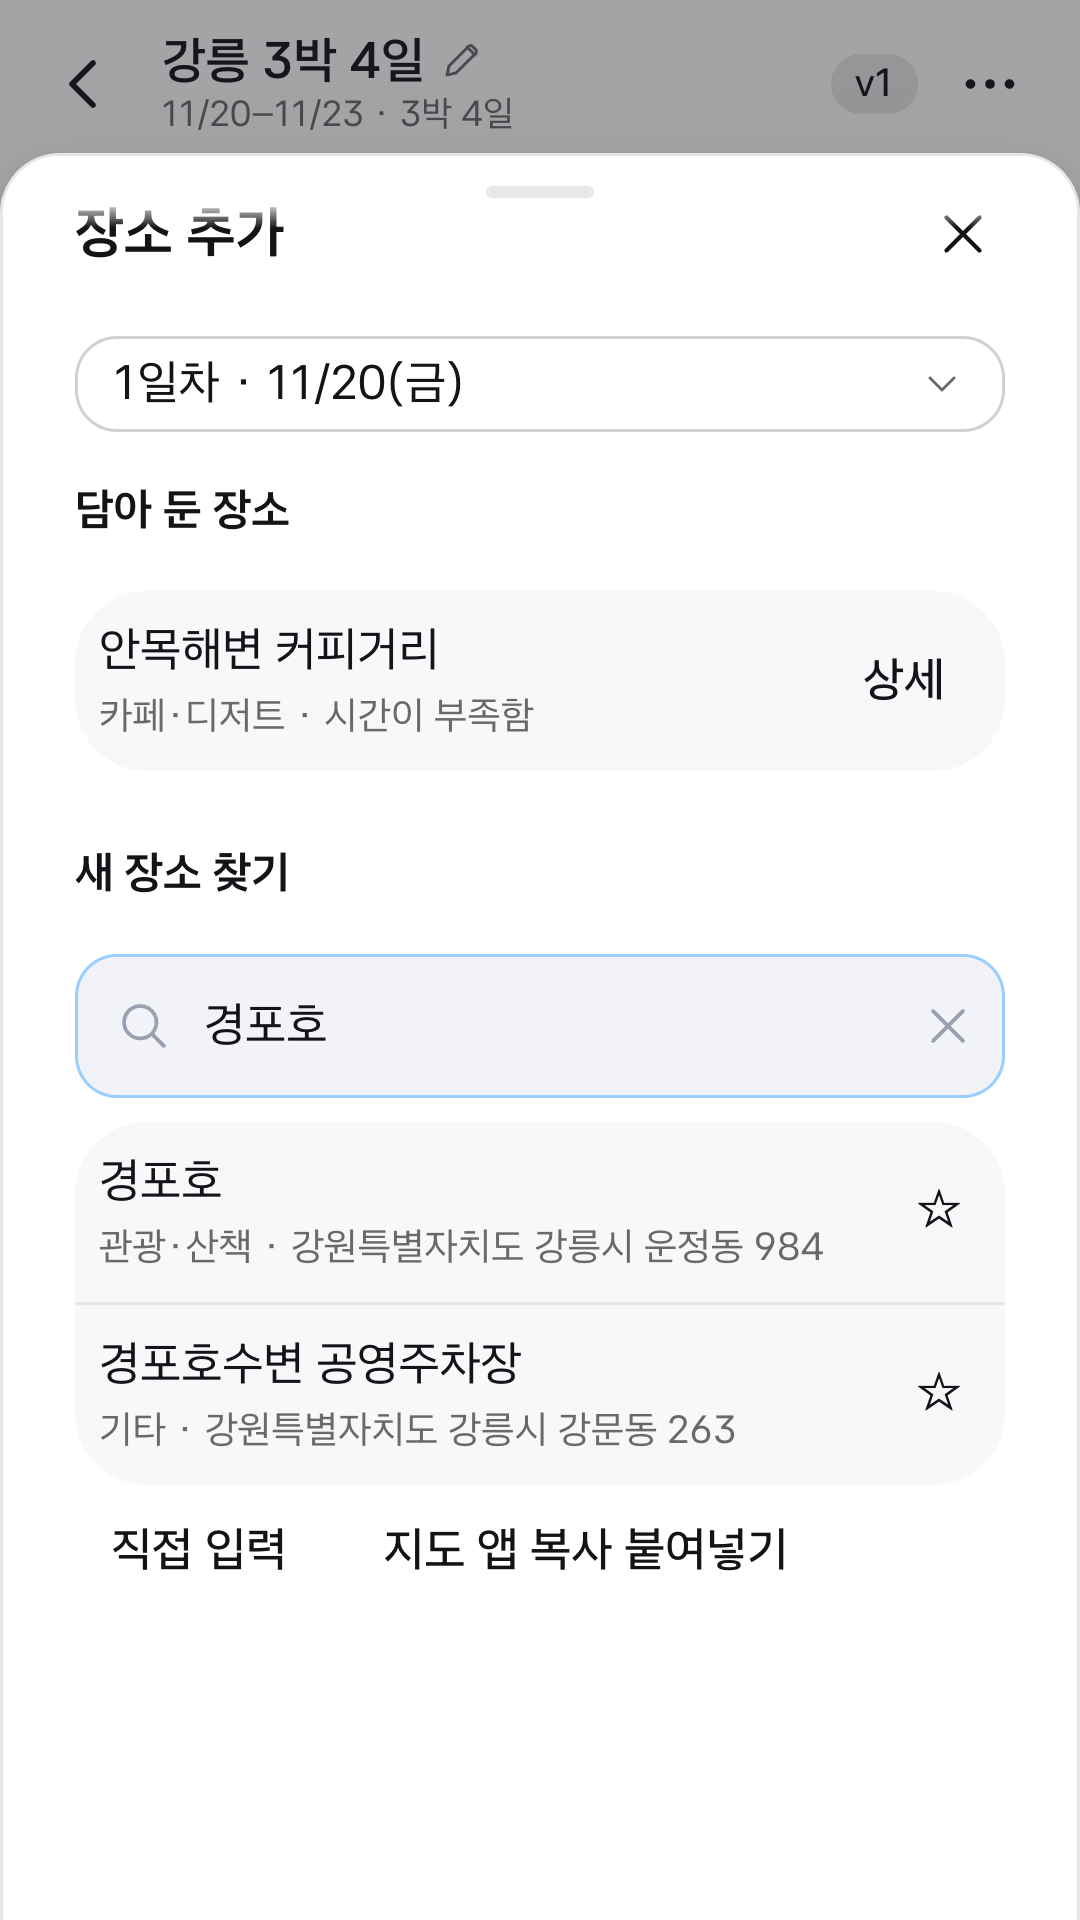 강릉 3박 4일
v1
11/20–11/23 · 3박 4일
장소 추가
1일차 · 11/20(금)
담아 둔 장소
안목해변 커피거리
카페·디저트 · 시간이 부족함
상세
새 장소 찾기
경포호
경포호
관광·산책 · 강원특별자치도 강릉시 운정동 984
경포호수변 공영주차장
기타 · 강원특별자치도 강릉시 강문동 263
직접 입력
지도 앱 복사 붙여넣기